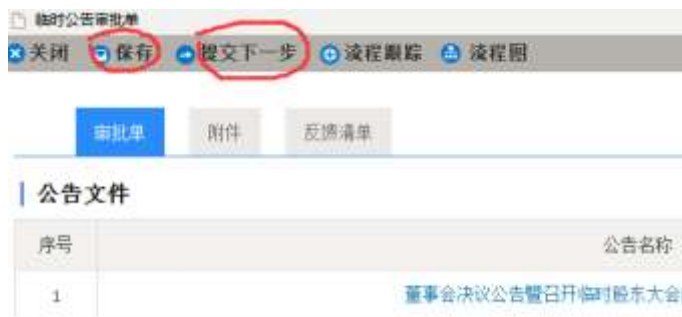 临时公告审批单
关闭 保存 提交下一步 流程跟踪 流程图
审批单 附件 反馈清单
公告文件
序号 公告名称
1 董事会决议公告暨召开临时股东大会